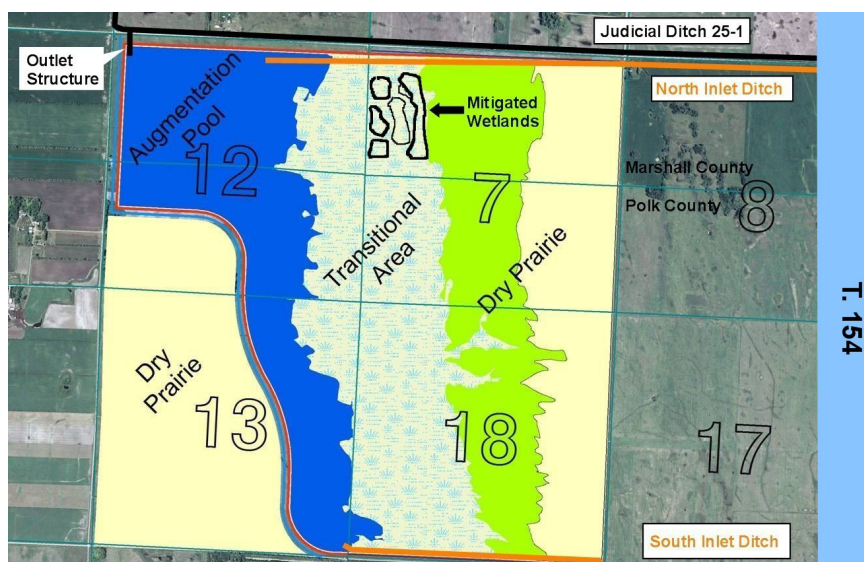 Judicial Ditch 25-1
Outlet
Structure
Augmentation
Pool
North Inlet Ditch
Mitigated
Wetlands
12
7
Marshall County
Polk County
8
Transitional
Area
Dry Prairie
T. 154
Dry
Prairie
13
18
17
South Inlet Ditch